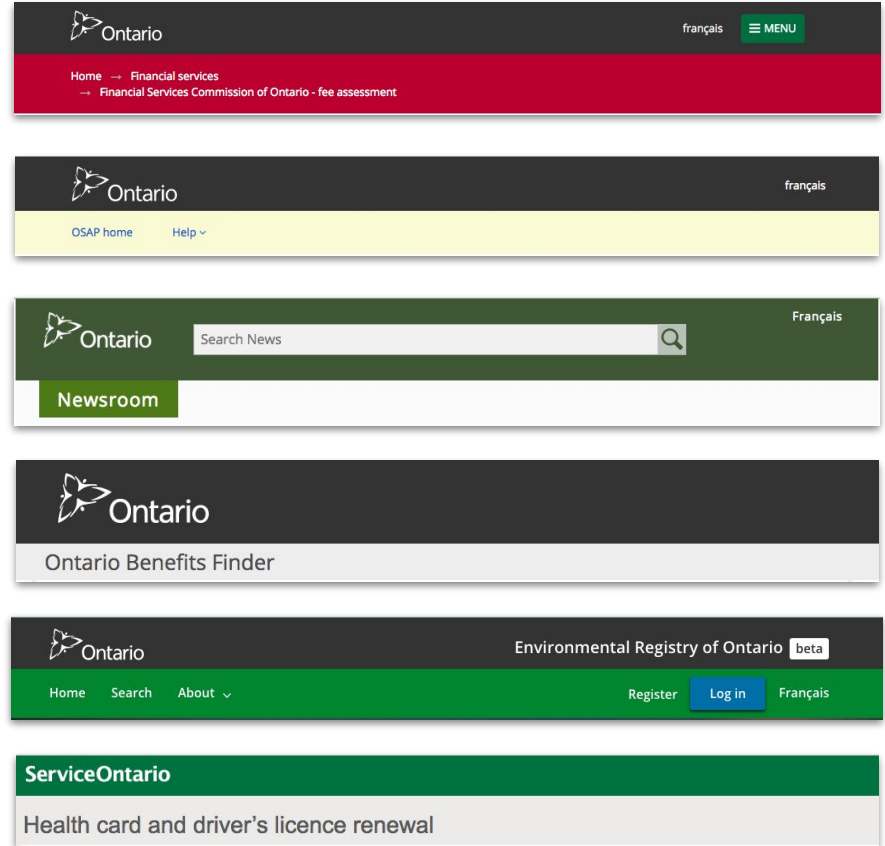 Ontario
français
MENU
Home → Financial services
→ Financial Services Commission of Ontario - fee assessment
Ontario
français
OSAP home
Help
Ontario
Search News
Français
Newsroom
Ontario
Ontario Benefits Finder
Ontario
Environmental Registry of Ontario beta
Home Search About
Register Log in Français
ServiceOntario
Health card and driver's licence renewal